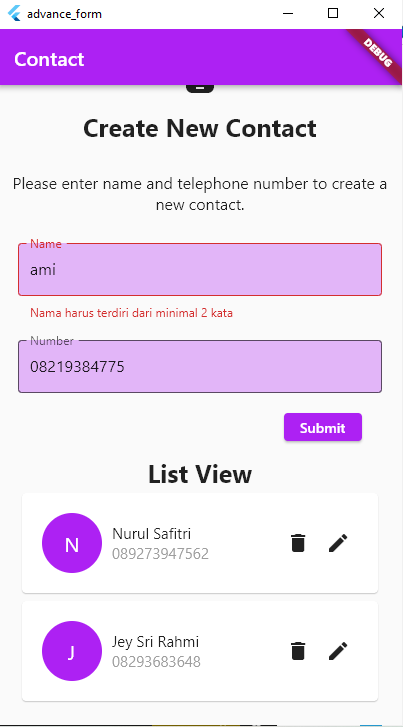 advance_form
Contact
DEBUG
Create New Contact
Please enter name and telephone number to create a
new contact.
Name
ami
Nama harus terdiri dari minimal 2 kata
Number
08219384775
Submit
List View
N
Nurul Safitri
089273947562
J
Jey Sri Rahmi
08293683648